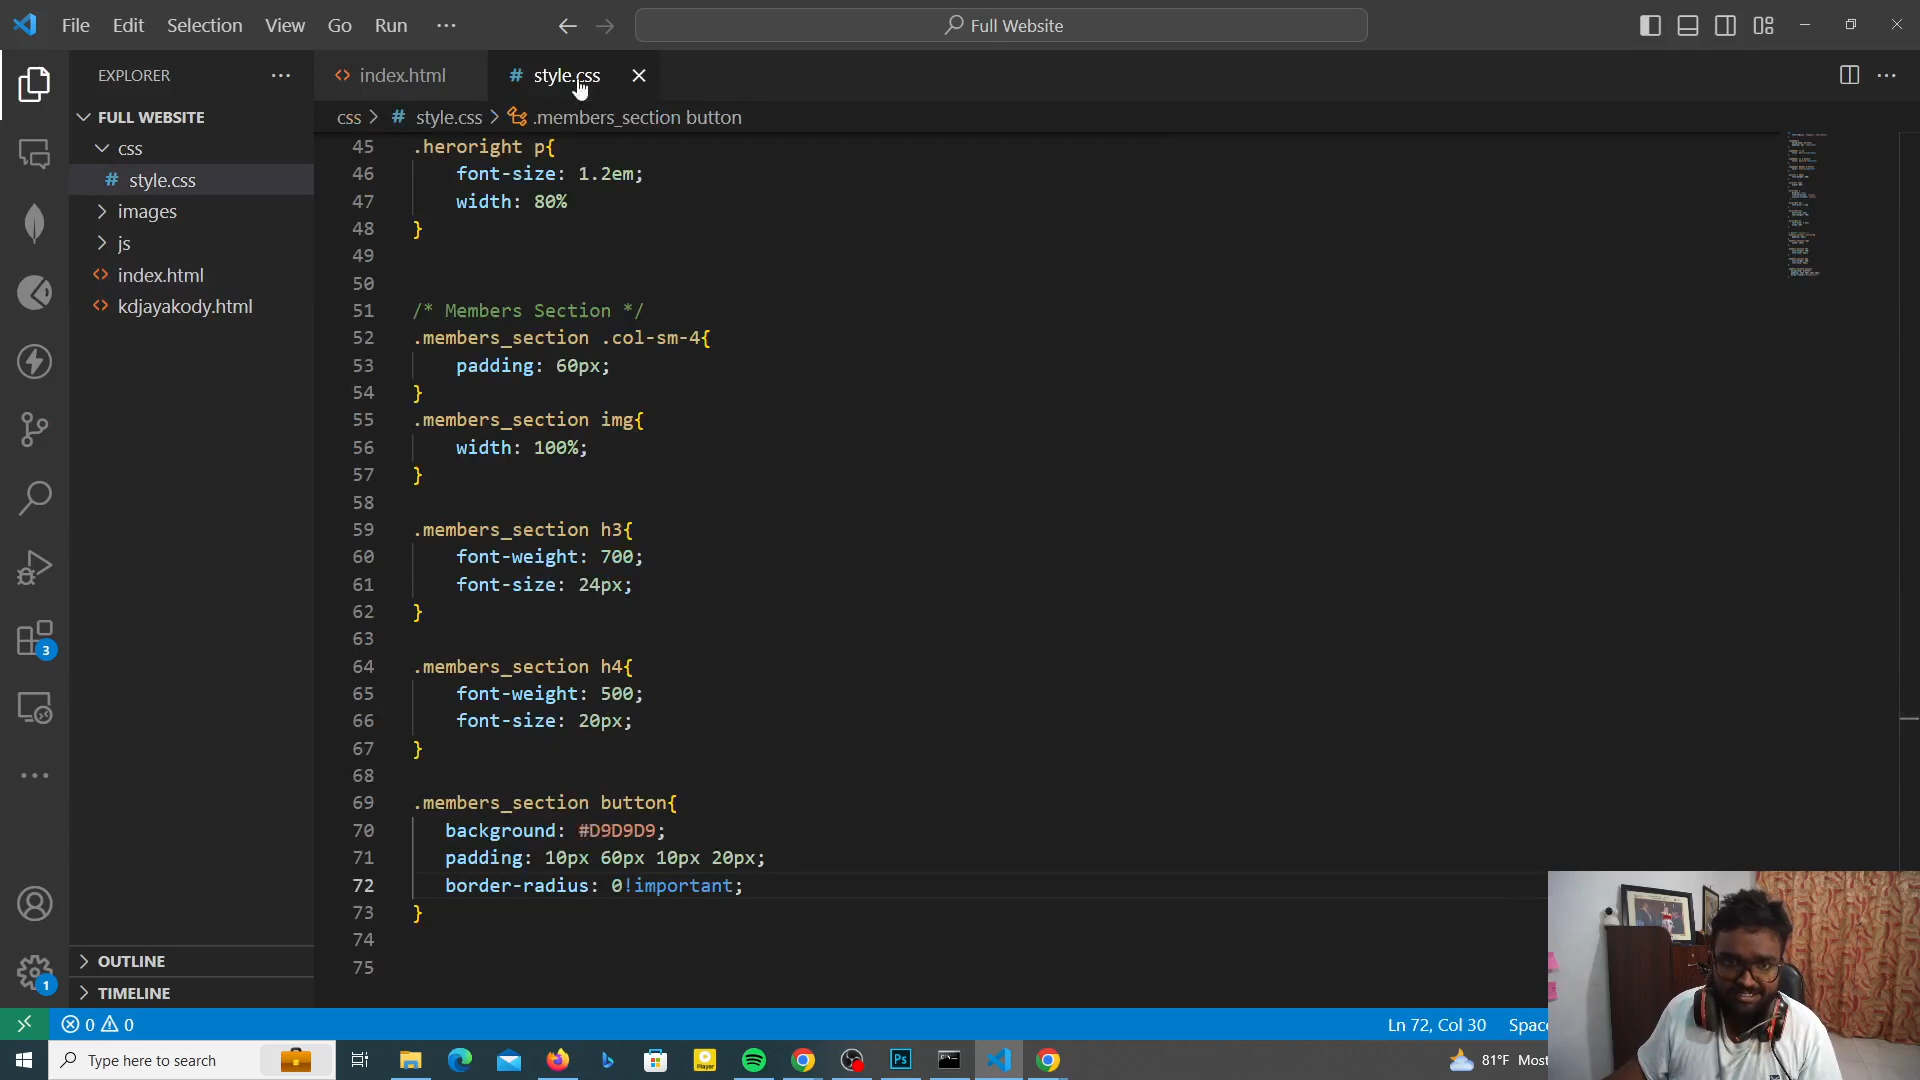 File Edit Selection View Go Run ··· Full Website
EXPLORER ··· index.html # style.css ···
FULL WEBSITE
css > # style.css > .members_section button
css
# style.css
images
js
index.html
kdjayakody.html
45 .heroright p{
46 font-size: 1.2em;
47 width: 80%
48 }
49
50
51 /* Members Section */
52 .members_section .col-sm-4{
53 padding: 60px;
54 }
55 .members_section img{
56 width: 100%;
57 }
58
59 .members_section h3{
60 font-weight: 700;
61 font-size: 24px;
62 }
63
64 .members_section h4{
65 font-weight: 500;
66 font-size: 20px;
67 }
68
69 .members_section button{
70 background: #D9D9D9;
71 padding: 10px 60px 10px 20px;
72 border-radius: 0!important;
73 }
74
75
3
1
OUTLINE
TIMELINE
0 0 Ln 72, Col 30 Spac
Type here to search Player Ps 81°F Most